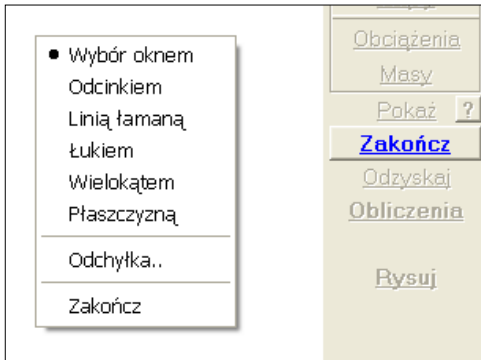 Wybór oknem
Odcinkiem
Linią łamaną
Łukiem
Wielokątem
Płaszczyzną
Odchyłka..
Zakończ
Obciążenia
Masy
Pokaż ?
Zakończ
Odzyskaj
Obliczenia
Rysuj